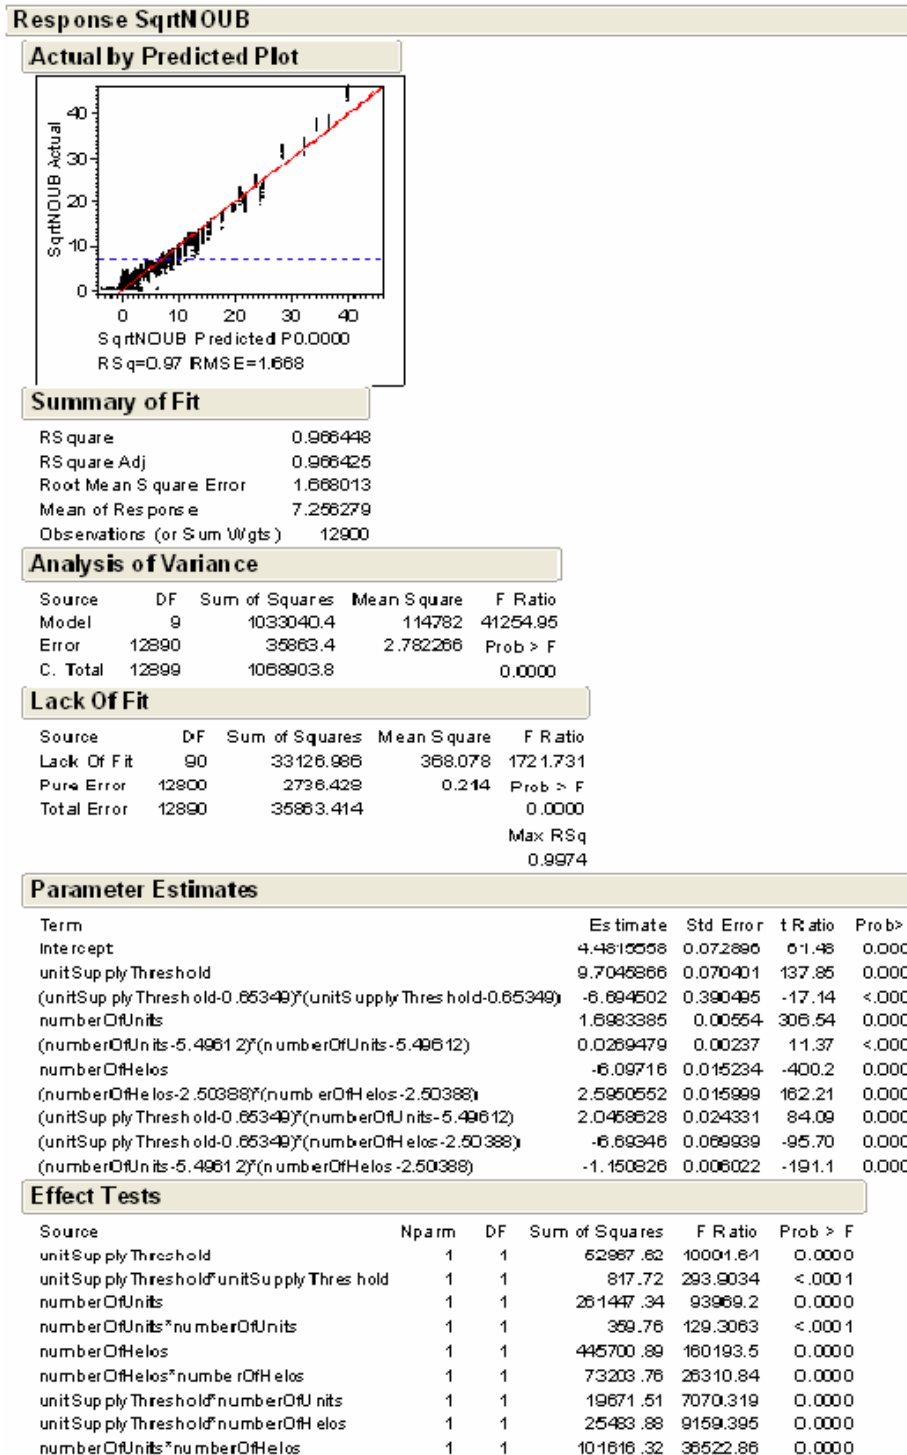 Response SqrtNOUB
Actual by Predicted Plot
SqrtNOUB Actual
40
30
20
10
0
0 10 20 30 40
SqrtNOUB Predicted P0.0000
RSq=0.97 RMSE=1.668
Summary of Fit
RSquare 0.966448
RSquare Adj 0.966425
Root Mean Square Error 1.668013
Mean of Response 7.256279
Observations (or Sum Wgts) 12900
Analysis of Variance
Source DF Sum of Squares Mean Square F Ratio
Model 9 1033040.4 114782 41254.95
Error 12890 35863.4 2.782266 Prob > F
C. Total 12899 1068903.8 0.0000
Lack Of Fit
Source DF Sum of Squares Mean Square F Ratio
Lack Of Fit 90 33126.986 368.078 1721.731
Pure Error 12800 2736.428 0.214 Prob > F
Total Error 12890 35863.414 0.0000
Max RSq
0.9974
Parameter Estimates
Term Estimate Std Error t Ratio Prob>
Intercept 4.4815558 0.072896 61.48 0.000
unitSupplyThreshold 9.7045866 0.070401 137.85 0.000
(unitSupplyThreshold-0.65349)*(unitSupplyThreshold-0.65349) -6.694502 0.390495 -17.14 <.000
numberOfUnits 1.6983385 0.00554 306.54 0.000
(numberOfUnits-5.49612)*(numberOfUnits-5.49612) 0.0269479 0.00237 11.37 <.000
numberOfHelos -6.09716 0.015234 -400.2 0.000
(numberOfHelos-2.50388)*(numberOfHelos-2.50388) 2.5950552 0.015999 162.21 0.000
(unitSupplyThreshold-0.65349)*(numberOfUnits-5.49612) 2.0458628 0.024331 84.09 0.000
(unitSupplyThreshold-0.65349)*(numberOfHelos-2.50388) -6.69346 0.069939 -95.70 0.000
(numberOfUnits-5.49612)*(numberOfHelos-2.50388) -1.150826 0.006022 -191.1 0.000
Effect Tests
Source Nparm DF Sum of Squares F Ratio Prob > F
unitSupplyThreshold 1 1 0.0000
unitSupplyThreshold*unitSupplyThreshold 1 1 817.72 293.9034 <.0001
numberOfUnits 1 1 261447.34 93969.2 0.0000
numberOfUnits*numberOfUnits 1 1 359.76 129.3063 <.0001
numberOfHelos 1 1 445700.89 160193.5 0.0000
numberOfHelos*numberOfHelos 1 1 73203.76 26310.84 0.0000
unitSupplyThreshold*numberOfUnits 1 1 19671.51 7070.319 0.0000
unitSupplyThreshold*numberOfHelos 1 1 25483.88 9159.395 0.0000
numberOfUnits*numberOfHelos 1 1 101616.32 36522.86 0.0000